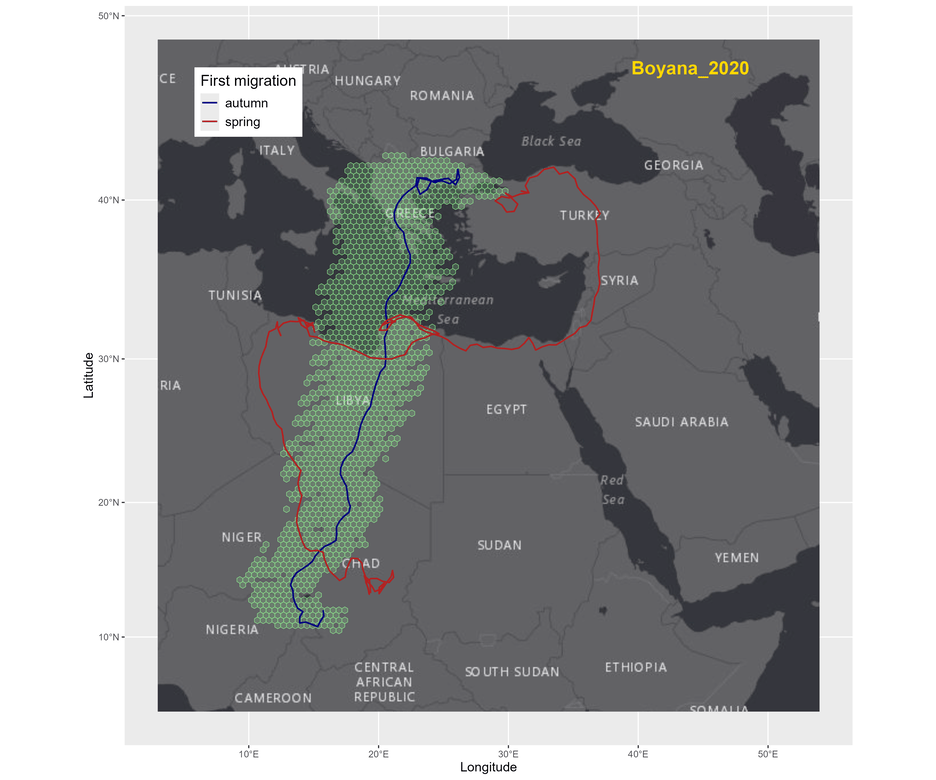 50°N
40°N
30°N
20°N
10°N
Latitude
Boyana_2020
First migration
autumn
spring
CE
AUSTRIA
HUNGARY
ROMANIA
ITALY
BULGARIA
Black Sea
GEORGIA
GREECE
TURKEY
TUNISIA
Mediterranean
Sea
SYRIA
RIA
LIBYA
EGYPT
SAUDI ARABIA
Red
Sea
NIGER
CHAD
SUDAN
YEMEN
NIGERIA
CENTRAL
AFRICAN
REPUBLIC
SOUTH SUDAN
ETHIOPIA
CAMEROON
SOMALIA
10°E
20°E
30°E
40°E
50°E
Longitude